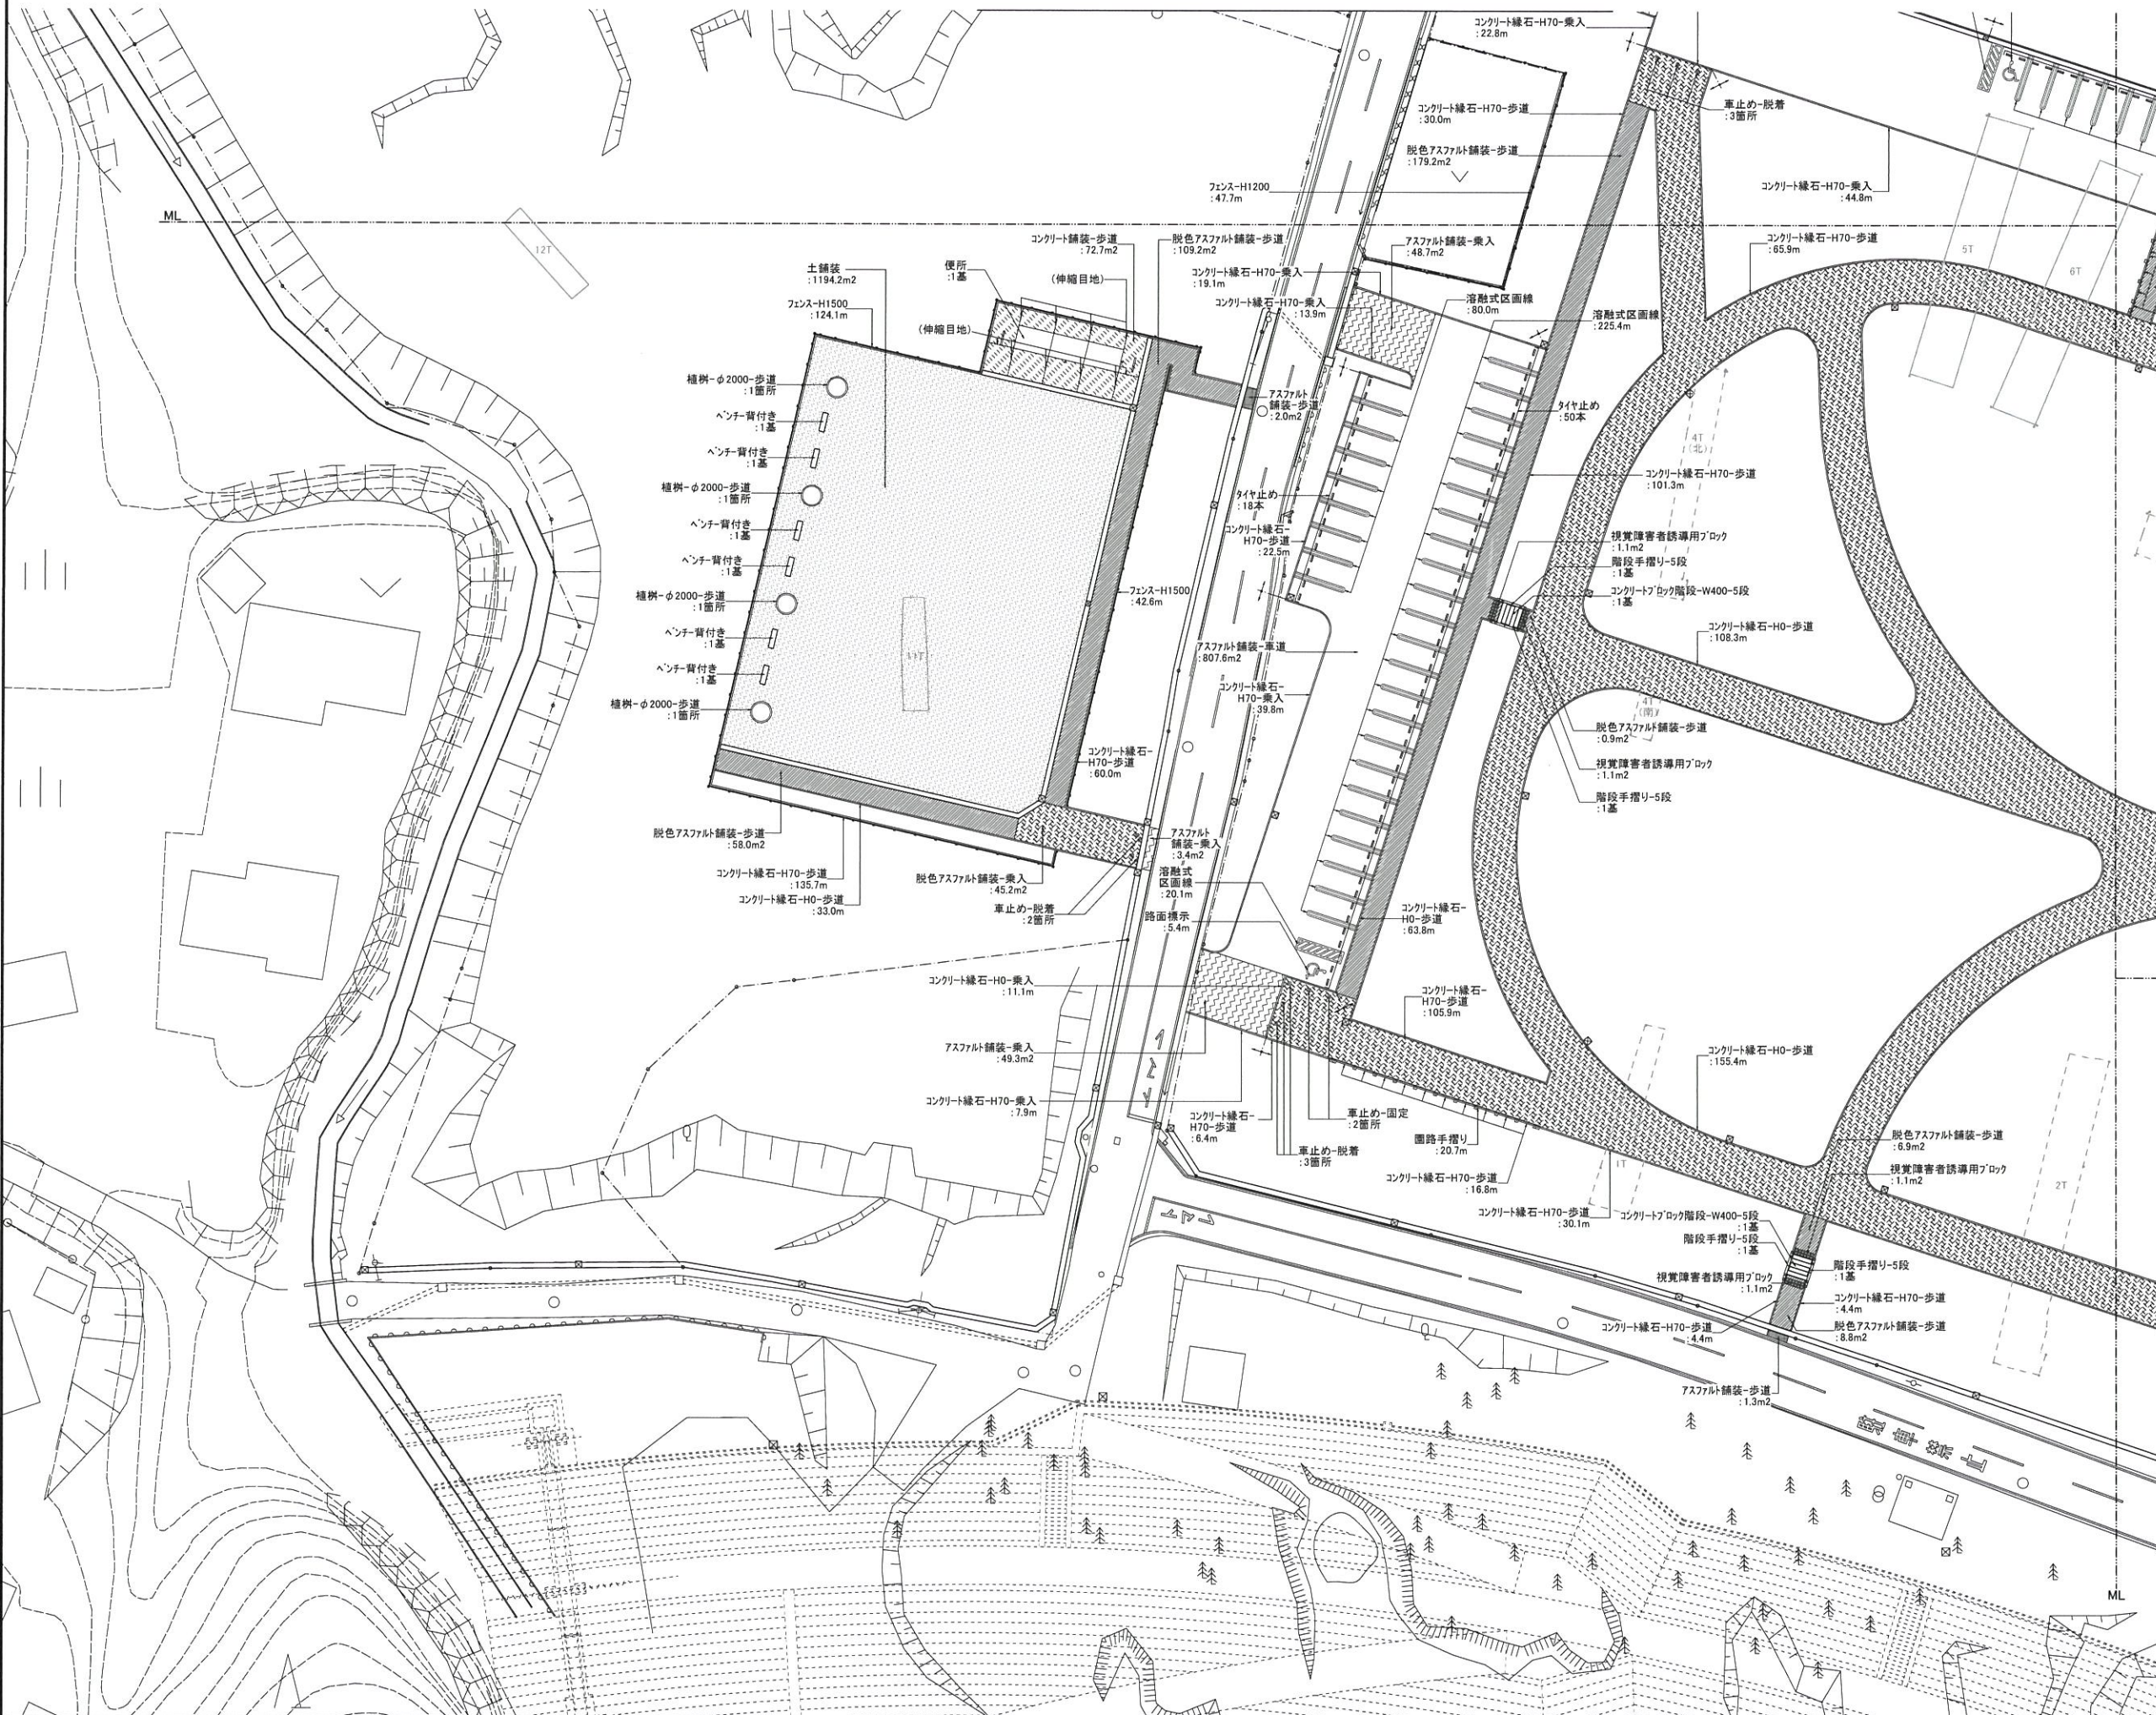 コンクリート縁石-H70-乗入
:22.8m
車止め-脱着
:3箇所
コンクリート縁石-H70-歩道
:30.0m
脱色アスファルト舗装-歩道
:179.2m2
フェンス-H1200
:47.7m
コンクリート縁石-H70-乗入
:44.8m
ML
12T
コンクリート舗装-歩道
:72.7m2
脱色アスファルト舗装-歩道
:109.2m2
アスファルト舗装-乗入
:48.7m2
コンクリート縁石-H70-歩道
:65.9m
5T
6T
土舗装
:1194.2m2
便所
:1基
(伸縮目地)
コンクリート縁石-H70-乗入
:19.1m
フェンス-H1500
:124.1m
コンクリート縁石-H70-乗入
:13.9m
溶融式区画線
:80.0m
溶融式区画線
:225.4m
(伸縮目地)
植桝-φ2000-歩道
:1箇所
ベンチ-背付き
:1基
ベンチ-背付き
:1基
植桝-φ2000-歩道
:1箇所
ベンチ-背付き
:1基
ベンチ-背付き
:1基
植桝-φ2000-歩道
:1箇所
ベンチ-背付き
:1基
ベンチ-背付き
:1基
植桝-φ2000-歩道
:1箇所
11T
アスファルト
舗装-歩道
:2.0m2
タイヤ止め
:50本
4T
(北)
コンクリート縁石-H70-歩道
:101.3m
タイヤ止め
:18本
コンクリート縁石-
H70-歩道
:22.5m
視覚障害者誘導用ブロック
:1.1m2
階段手摺り-5段
:1基
コンクリートブロック階段-W400-5段
:1基
フェンス-H1500
:42.6m
コンクリート縁石-H0-歩道
:108.3m
アスファルト舗装-車道
:807.6m2
コンクリート縁石-
H70-乗入
:39.8m
4T
(南)
脱色アスファルト舗装-歩道
:0.9m2
視覚障害者誘導用ブロック
:1.1m2
階段手摺り-5段
:1基
コンクリート縁石-
H70-歩道
:60.0m
脱色アスファルト舗装-歩道
:58.0m2
アスファルト
舗装-乗入
:3.4m2
コンクリート縁石-H70-歩道
:135.7m
脱色アスファルト舗装-乗入
:45.2m2
溶融式
区画線
:20.1m
コンクリート縁石-H0-歩道
:33.0m
車止め-脱着
:2箇所
路面標示
:5.4m
コンクリート縁石-
H0-歩道
:63.8m
コンクリート縁石-H0-乗入
:11.1m
コンクリート縁石-
H70-歩道
:105.9m
アスファルト舗装-乗入
:49.3m2
コンクリート縁石-H0-歩道
:155.4m
コンクリート縁石-H70-乗入
:7.9m
止まれ
コンクリート縁石-
H70-歩道
:6.4m
車止め-固定
:2箇所
車止め-脱着
:3箇所
園路手摺り
:20.7m
コンクリート縁石-H70-歩道
:16.8m
1T
2T
脱色アスファルト舗装-歩道
:6.9m2
視覚障害者誘導用ブロック
:1.1m2
コンクリート縁石-H70-歩道
:30.1m
コンクリートブロック階段-W400-5段
:1基
階段手摺り-5段
:1基
視覚障害者誘導用ブロック
:1.1m2
階段手摺り-5段
:1基
コンクリート縁石-H70-歩道
:4.4m
コンクリート縁石-H70-歩道
:4.4m
脱色アスファルト舗装-歩道
:8.8m2
止まれ
アスファルト舗装-歩道
:1.3m2
ML